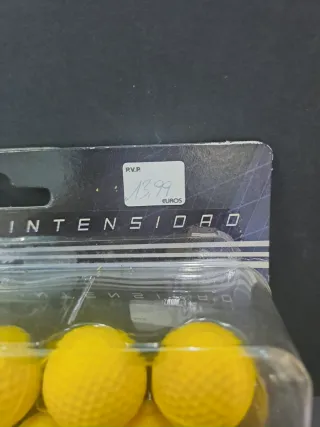 P.V.P
13,99
EUROS
INTENSIDAD